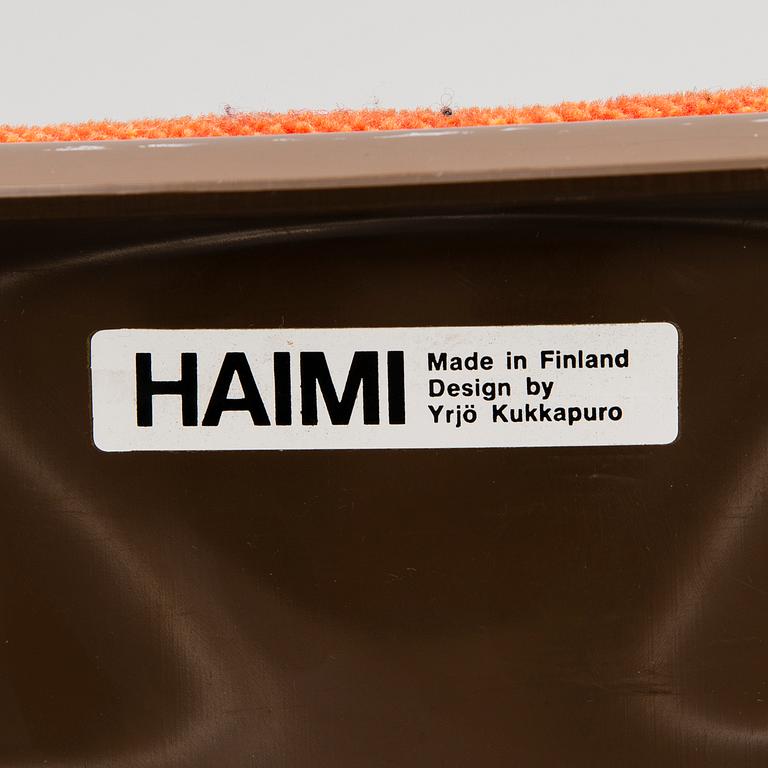 HAIMI
Made in Finland
Design by
Yrjö Kukkapuro